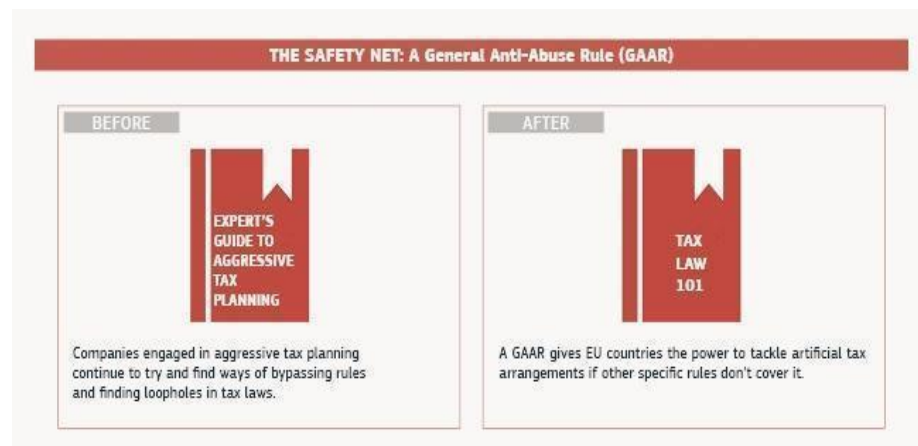 THE SAFETY NET: A General Anti-Abuse Rule (GAAR)
BEFORE
EXPERT'S
GUIDE TO
AGGRESSIVE
TAX
PLANNING
Companies engaged in aggressive tax planning
continue to try and find ways of bypassing rules
and finding loopholes in tax laws.
AFTER
TAX
LAW
101
A GAAR gives EU countries the power to tackle artificial tax
arrangements if other specific rules don't cover it.